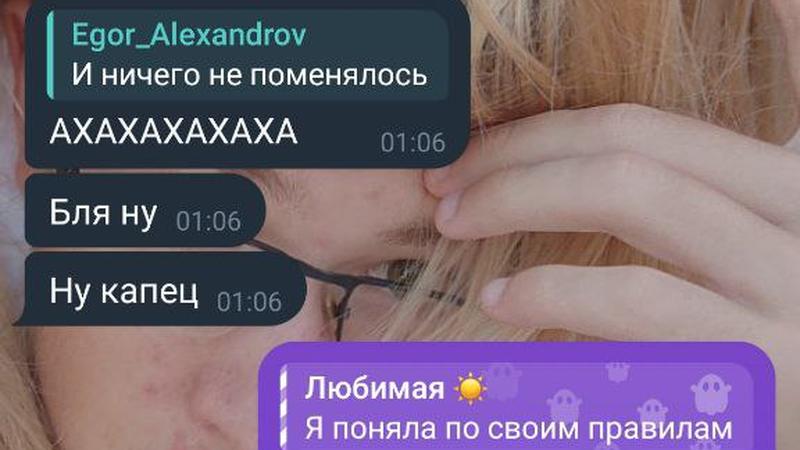 Egor_Alexandrov
И ничего не поменялось
АХАХАХАХАХА 01:06
Бля ну 01:06
Ну капец 01:06
Любимая ☀️
Я поняла по своим правилам